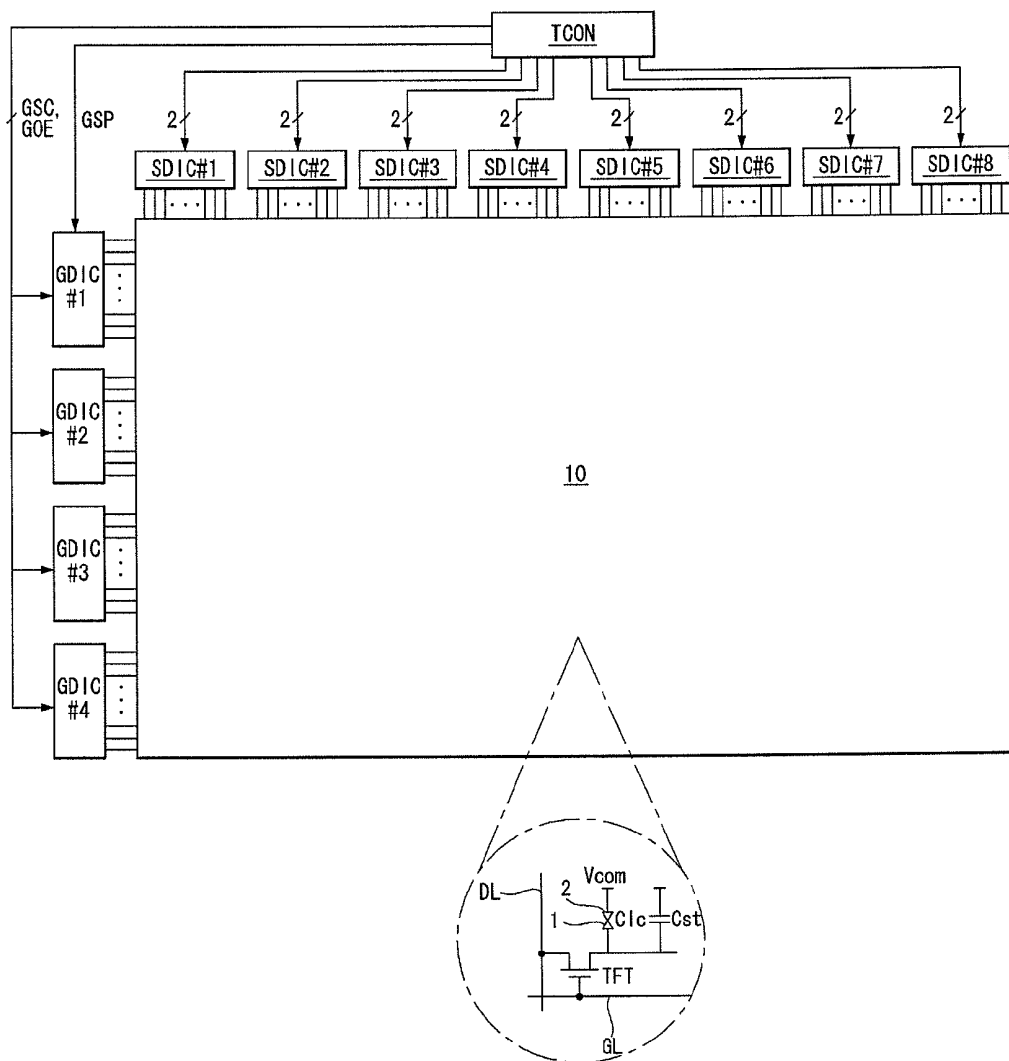 TCON
GSC,
GOE
GSP
2
2
2
2
2
2
2
2
SDIC#1
SDIC#2
SDIC#3
SDIC#4
SDIC#5
SDIC#6
SDIC#7
SDIC#8
GDIC
#1
GDIC
#2
GDIC
#3
GDIC
#4
10
Vcom
DL
2
1
Clc
Cst
TFT
GL